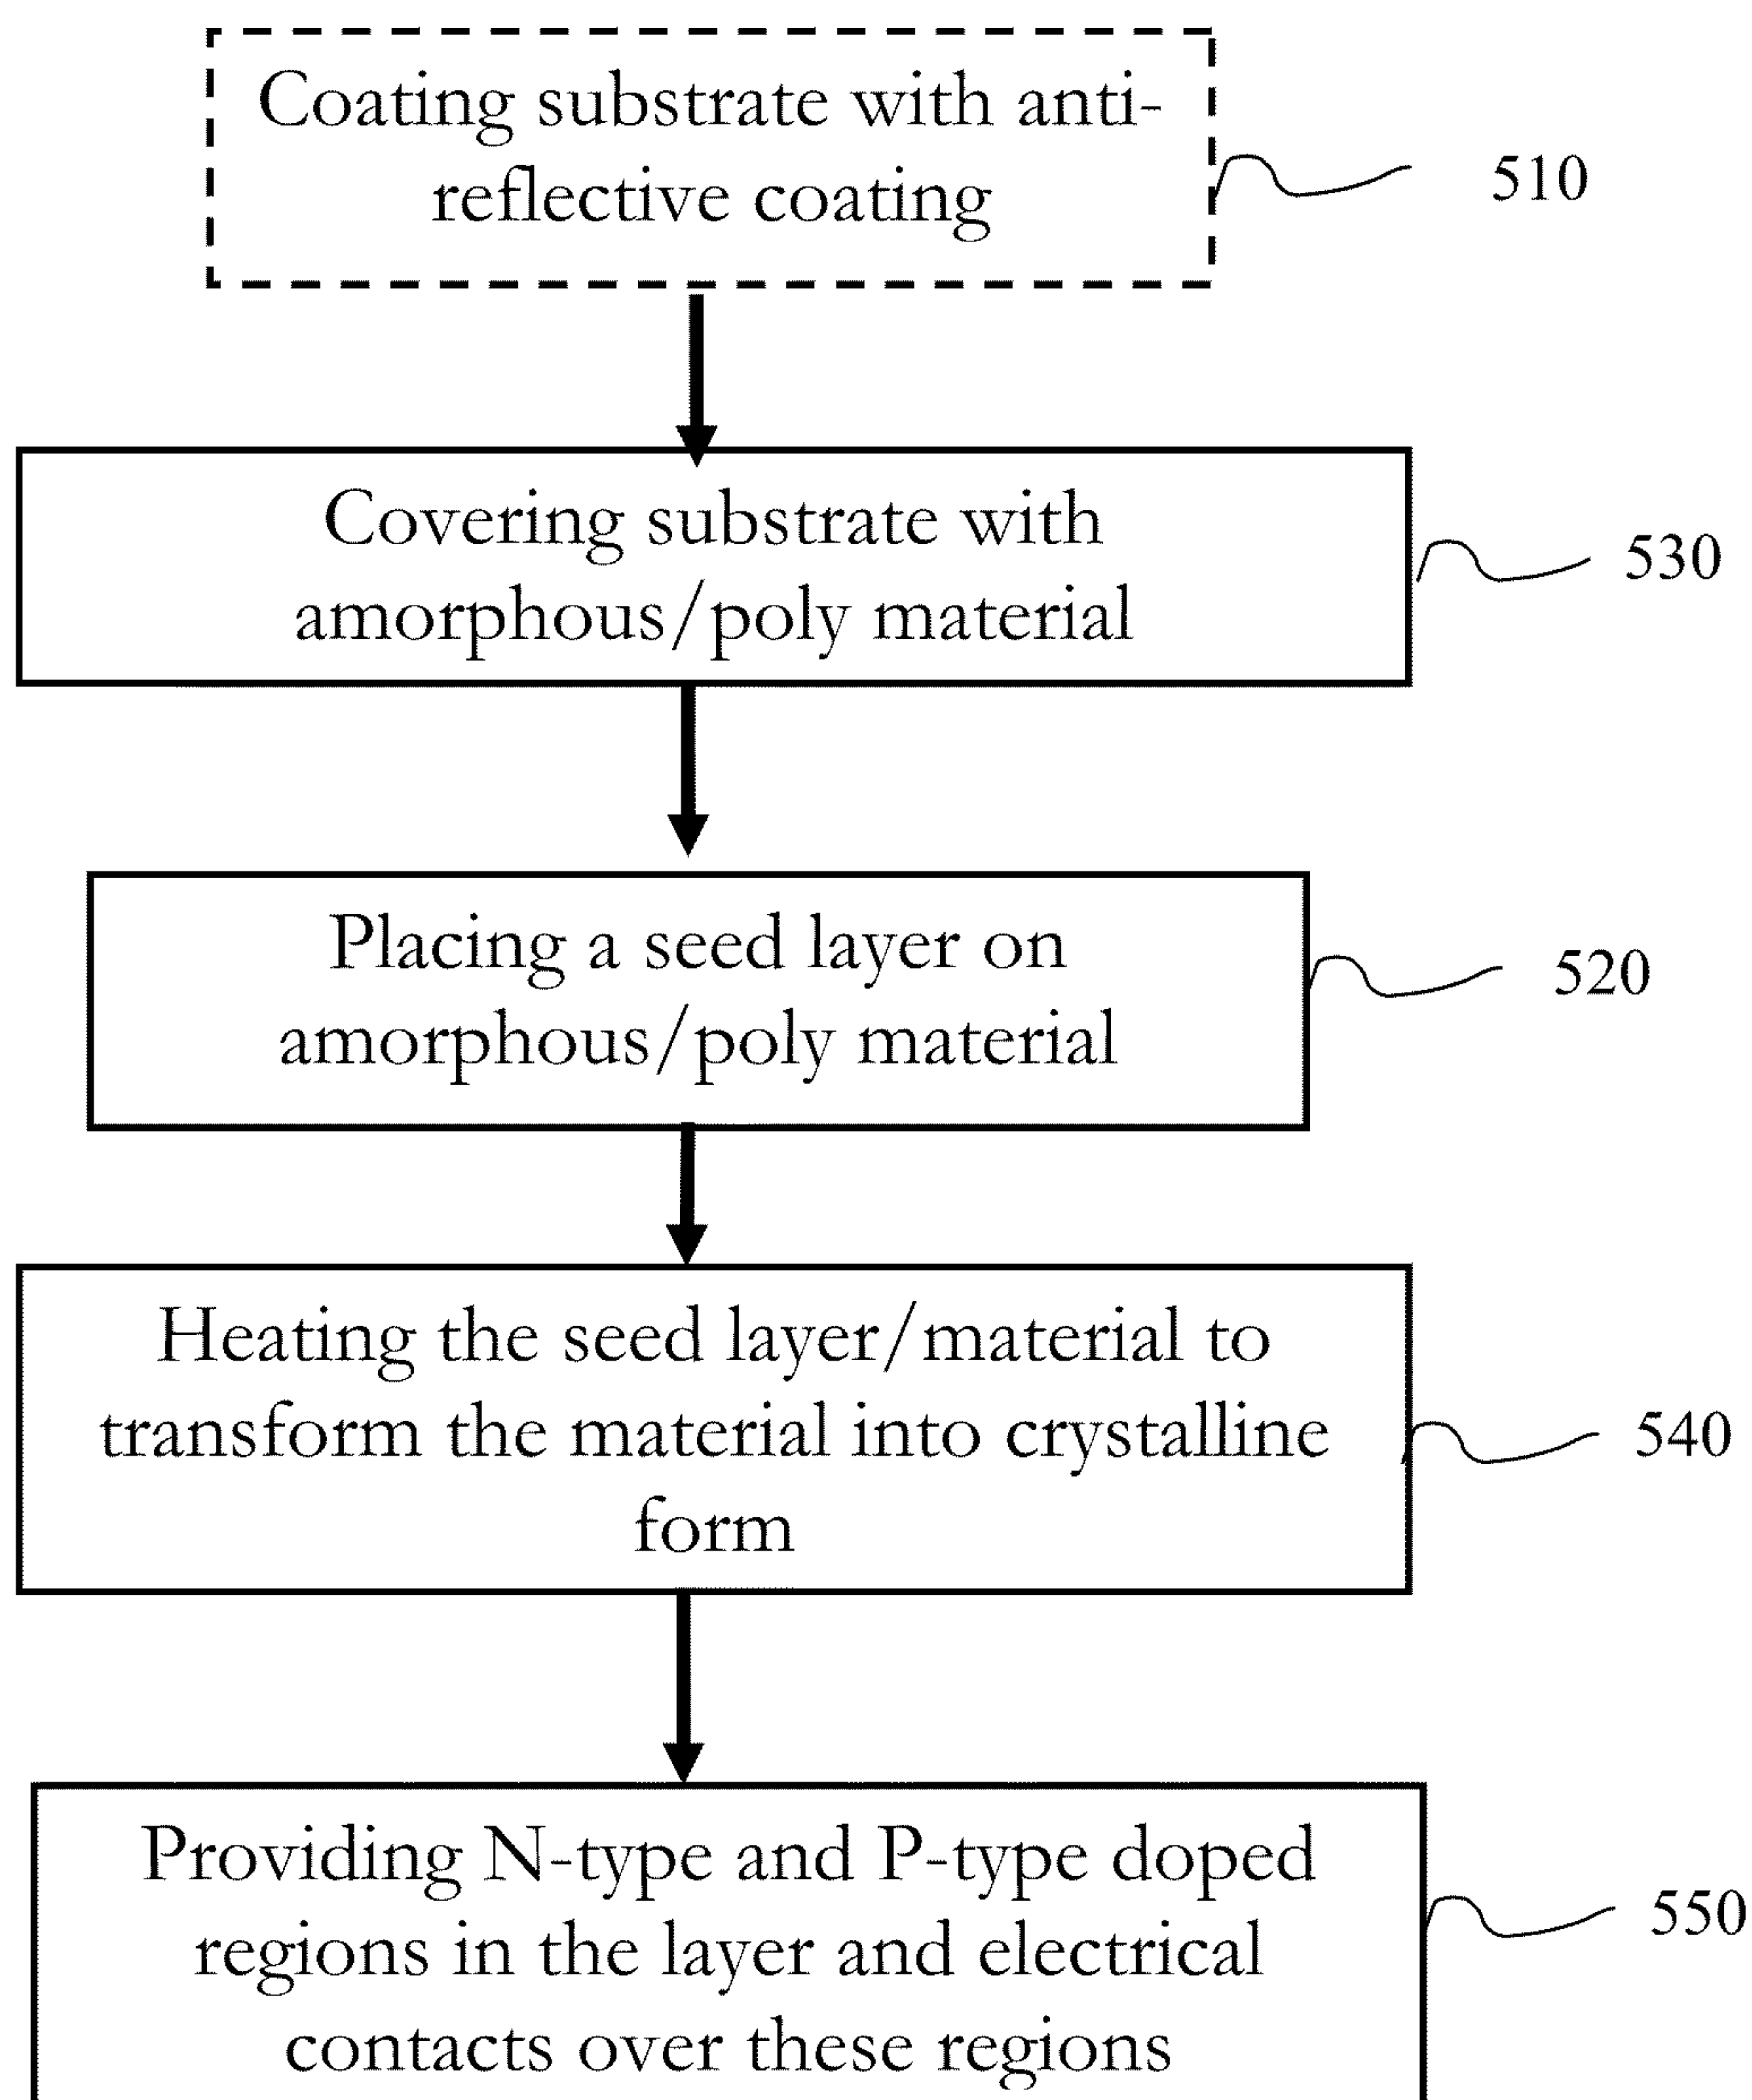 Coating substrate with anti-
reflective coating
510
Covering substrate with
amorphous/poly material
530
Placing a seed layer on
amorphous/poly material
520
Heating the seed layer/material to
transform the material into crystalline
form
540
Providing N-type and P-type doped
regions in the layer and electrical
contacts over these regions
550